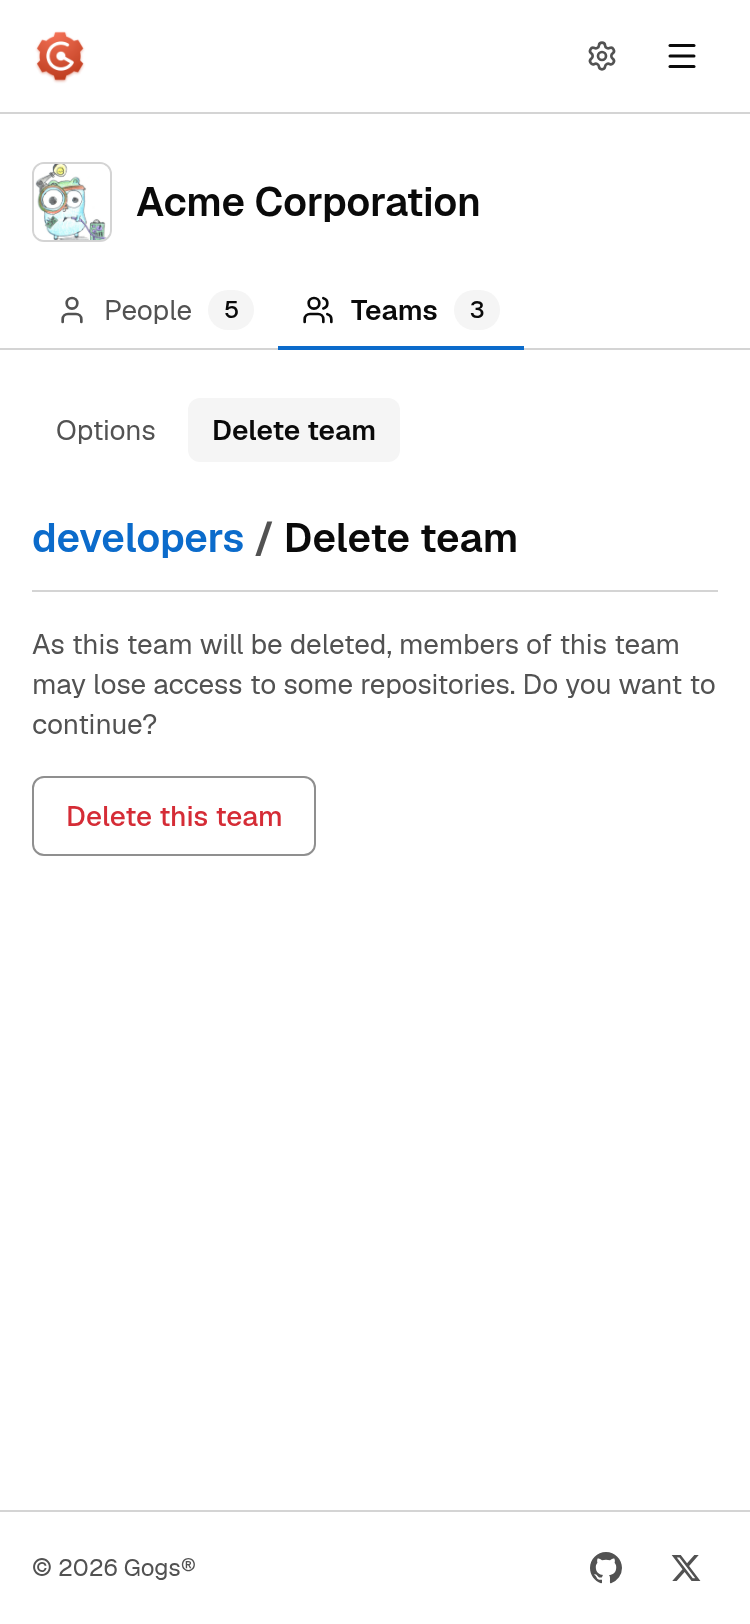 Acme Corporation
People 5 Teams 3
Options Delete team
developers / Delete team
As this team will be deleted, members of this team
may lose access to some repositories. Do you want to
continue?
Delete this team
© 2026 Gogs®